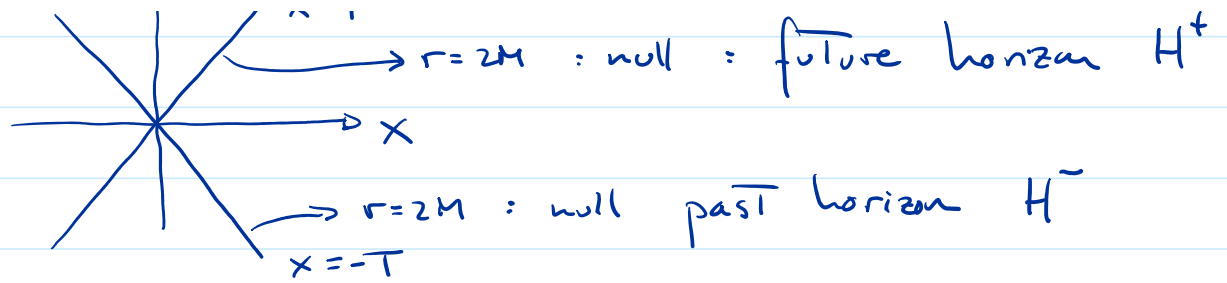 r=2M : null : future horizon H⁺
X
r=2M : null past horizon H⁻
x=-T